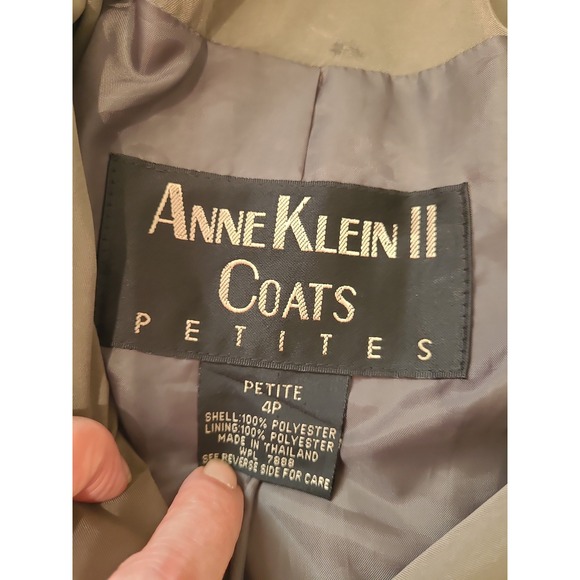 ANNE KLEIN II
COATS
PETITES
PETITE
4P
SHELL:100% POLYESTER
LINING:100% POLYESTER
MADE IN THAILAND
WPL 7888
SEE REVERSE SIDE FOR CARE